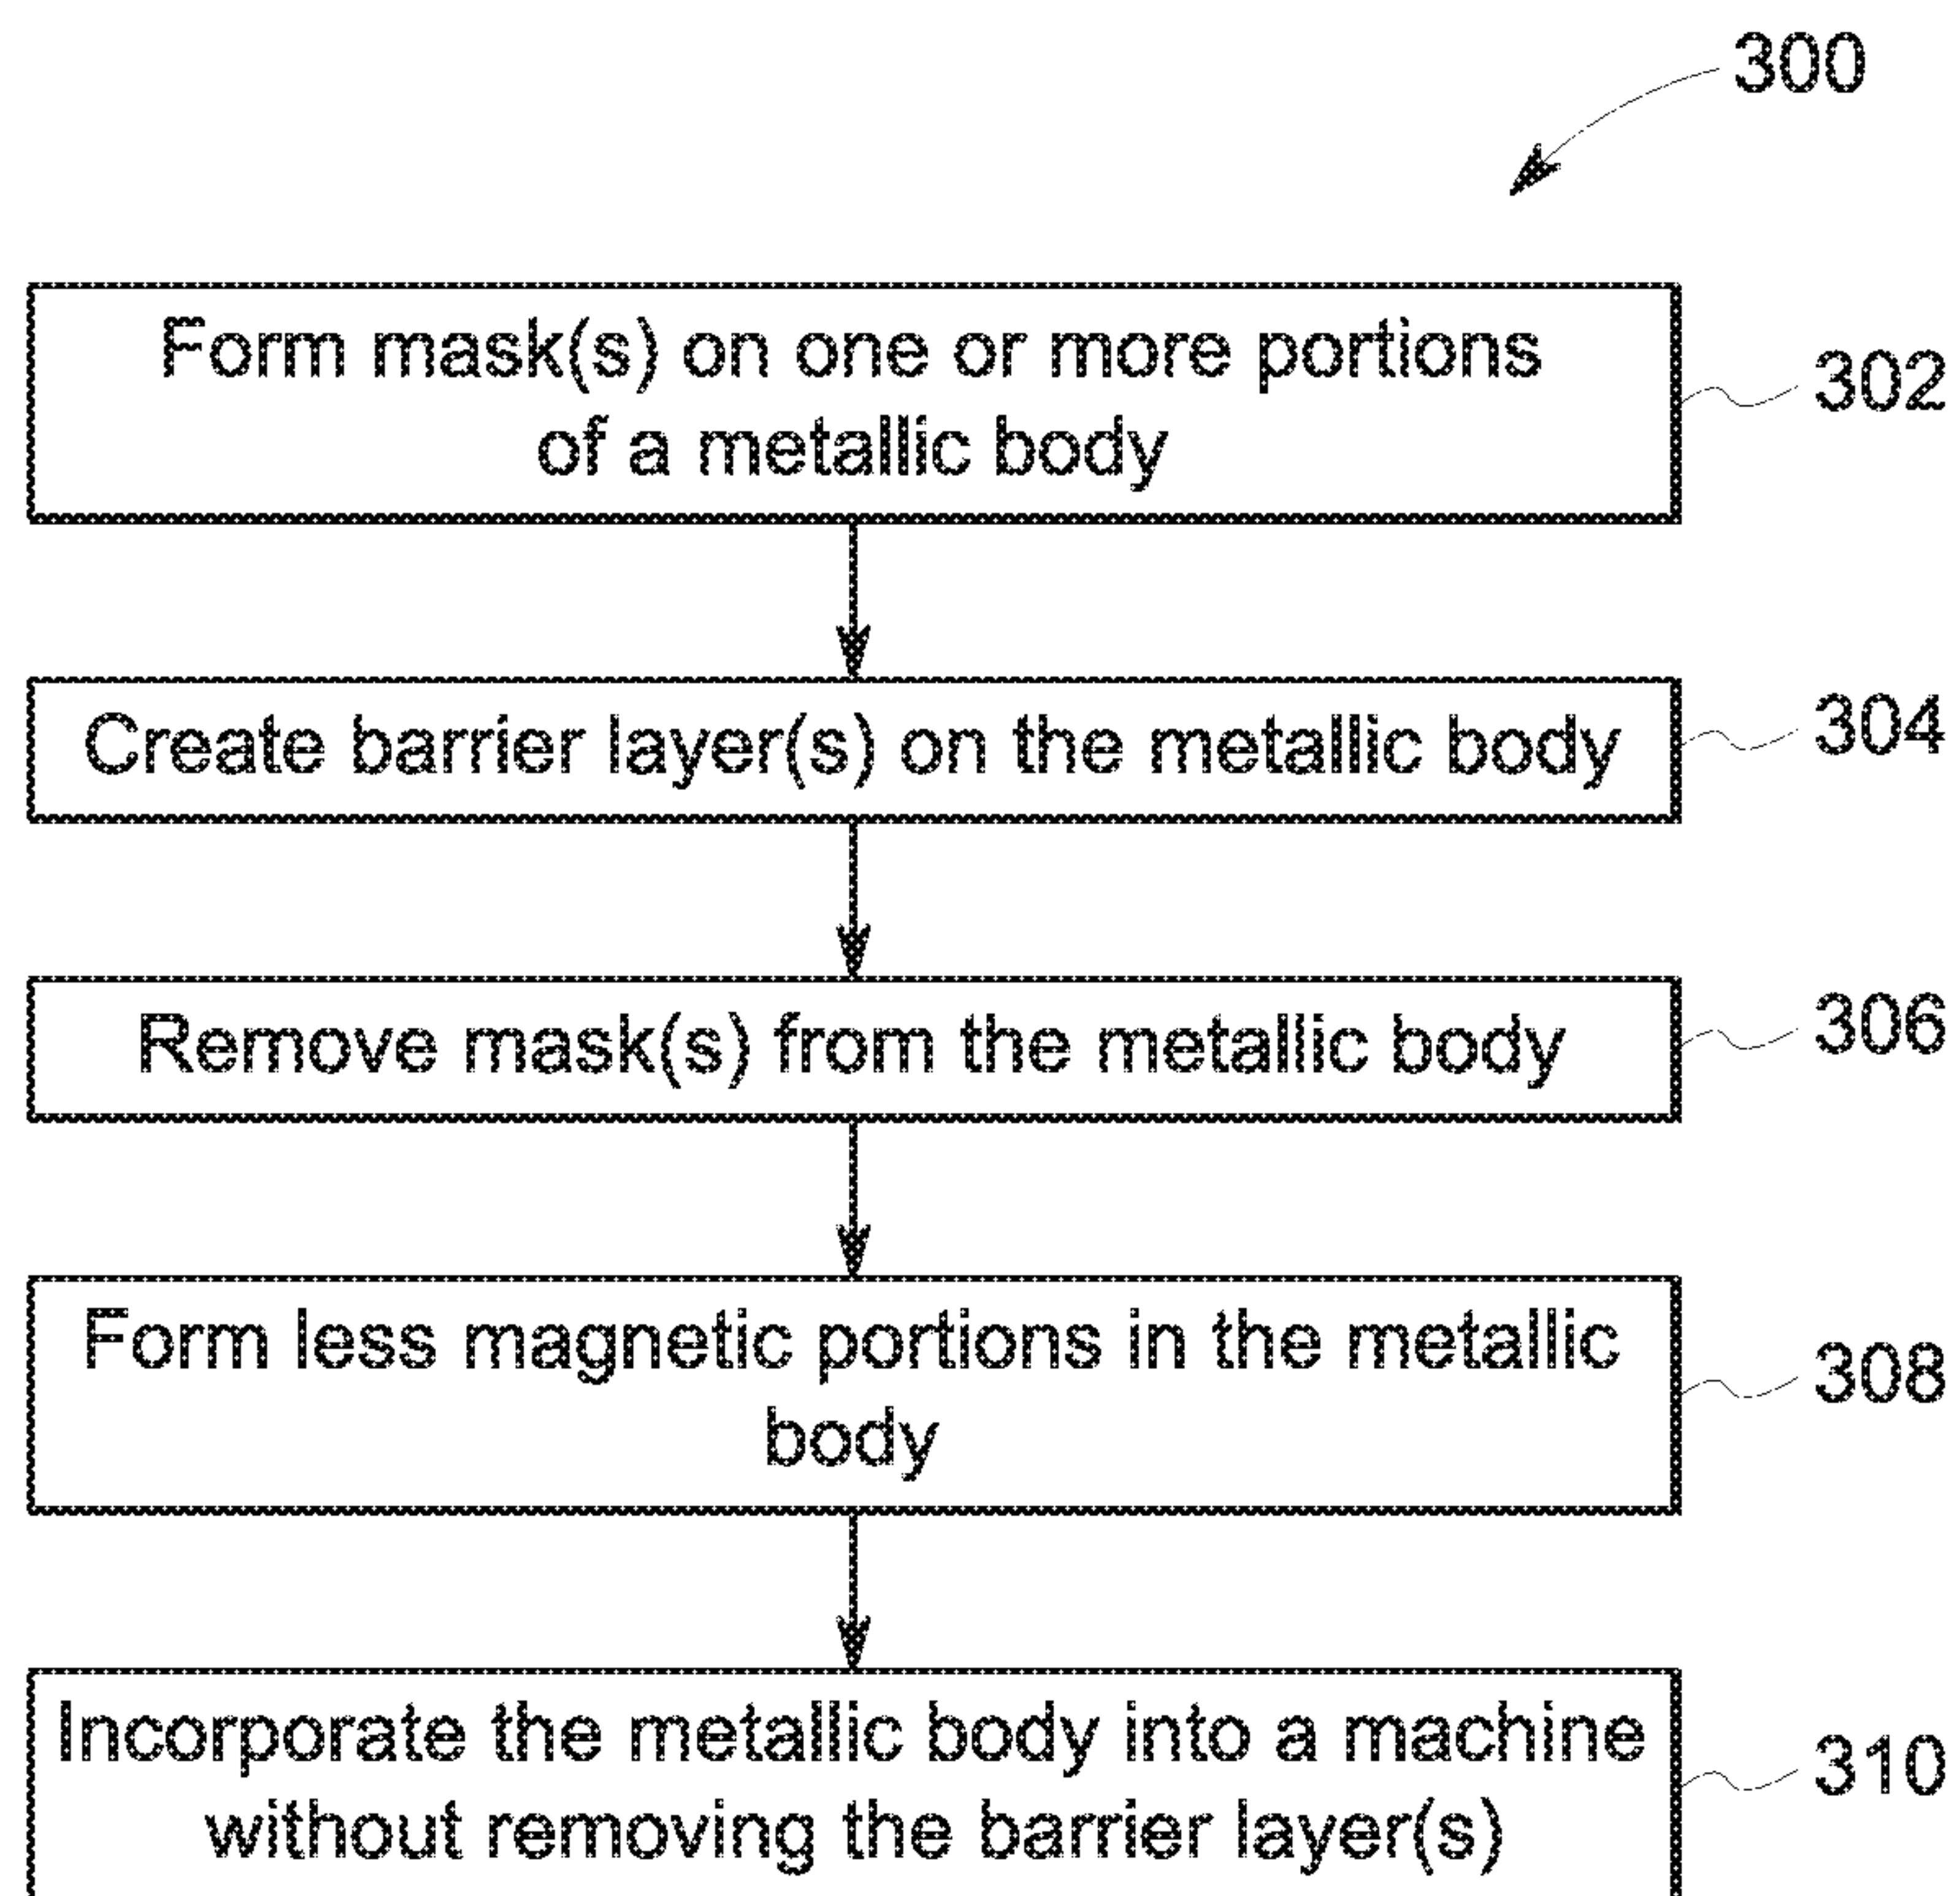 300
Form mask(s) on one or more portions
of a metallic body
302
Create barrier layer(s) on the metallic body
304
Remove mask(s) from the metallic body
306
Form less magnetic portions in the metallic
body
308
Incorporate the metallic body into a machine
without removing the barrier layer(s)
310